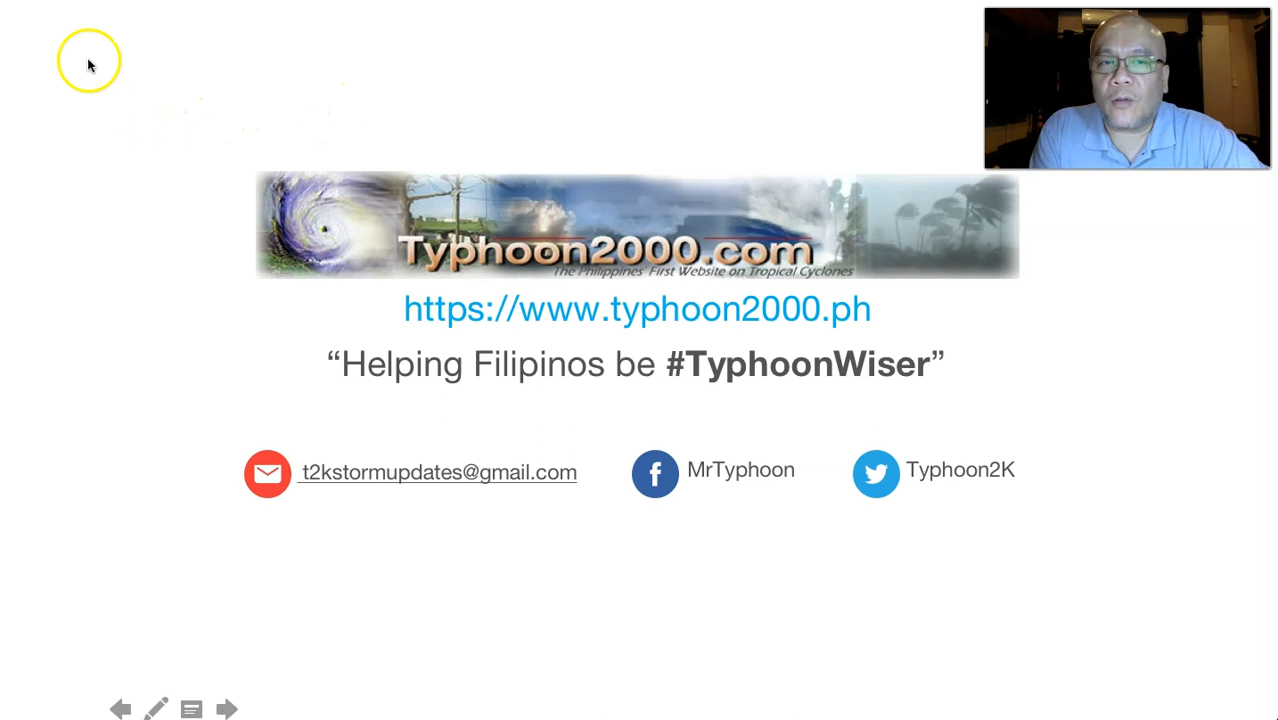 Typhoon2000.com
The Philippines' First Website on Tropical Cyclones
https://www.typhoon2000.ph
“Helping Filipinos be #TyphoonWiser”
t2kstormupdates@gmail.com
MrTyphoon
Typhoon2K